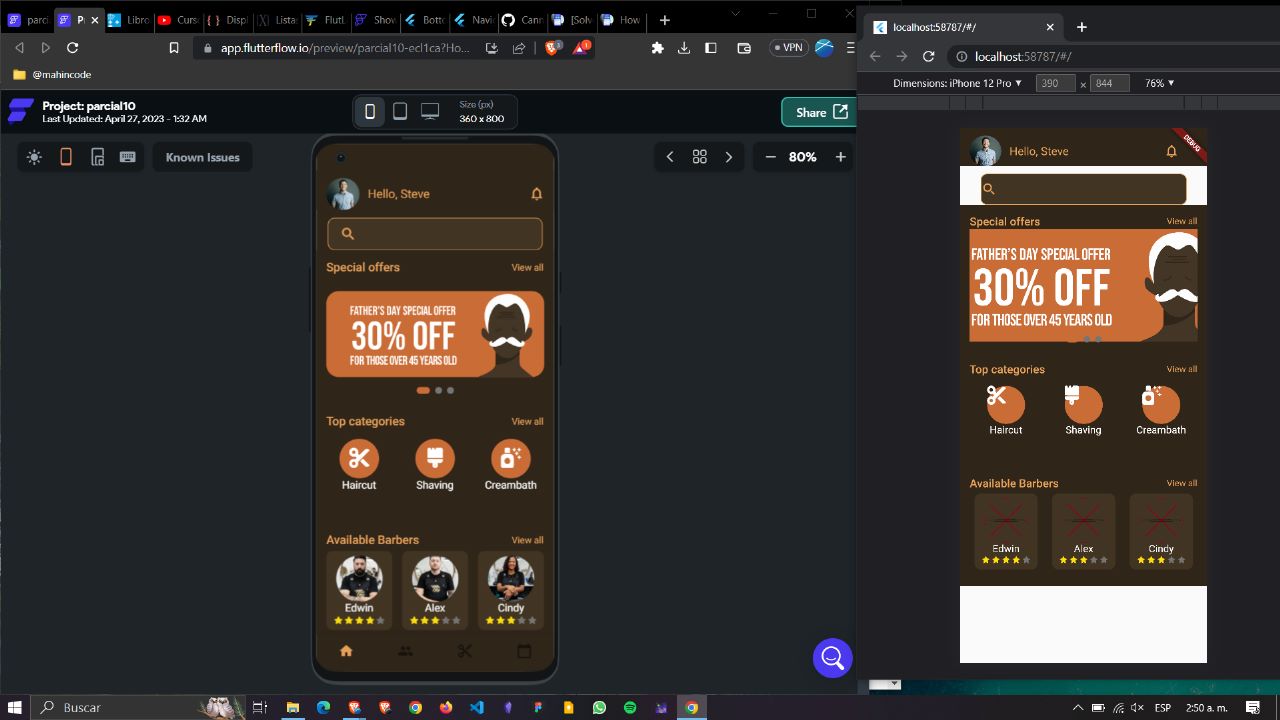 parcial
P
Libro
Curs
Displ
Lista
FlutL
Show
Botto
Navi
Cann
[Solv
How
app.flutterflow.io/preview/parcial10-ecl1ca?Ho...
VPN
@mahincode
Project: parcial10
Last Updated: April 27, 2023 - 1:32 AM
Size (px)
360 x 800
Share
Known Issues
80%
Hello, Steve
Special offers
View all
FATHER'S DAY SPECIAL OFFER
30% OFF
FOR THOSE OVER 45 YEARS OLD
Top categories
View all
Haircut
Shaving
Creambath
Available Barbers
View all
Edwin
Alex
Cindy
localhost:58787/#/
localhost:58787/#/
Dimensions: iPhone 12 Pro
390 × 844
76%
DEBUG
Hello, Steve
Special offers
View all
FATHER'S DAY SPECIAL OFFER
30% OFF
FOR THOSE OVER 45 YEARS OLD
Top categories
View all
Haircut
Shaving
Creambath
Available Barbers
View all
Edwin
Alex
Cindy
Buscar
ESP
2:50 a. m.